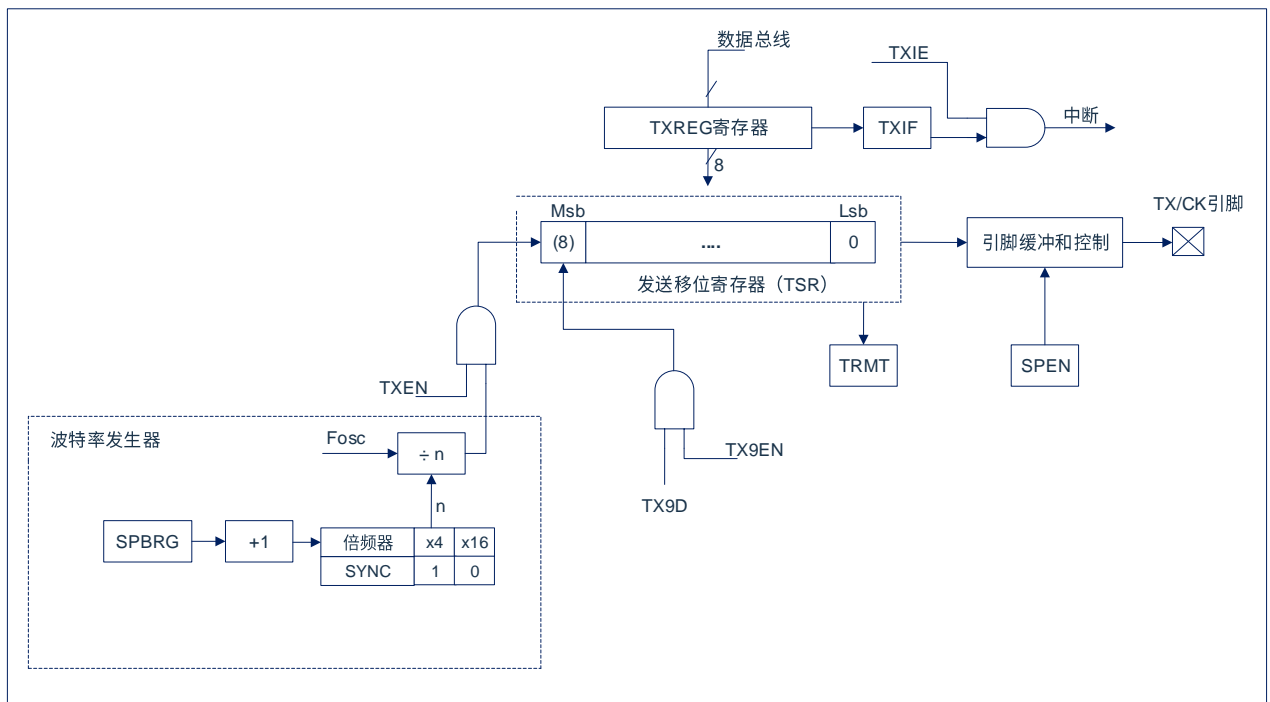 数据总线
TXIE
TXREG寄存器
TXIF
中断
8
Msb
Lsb
TX/CK引脚
(8)
....
0
引脚缓冲和控制
发送移位寄存器（TSR）
TRMT
SPEN
TXEN
波特率发生器
Fosc
÷ n
TX9EN
n
TX9D
SPBRG
+1
倍频器 x4 x16
SYNC 1 0